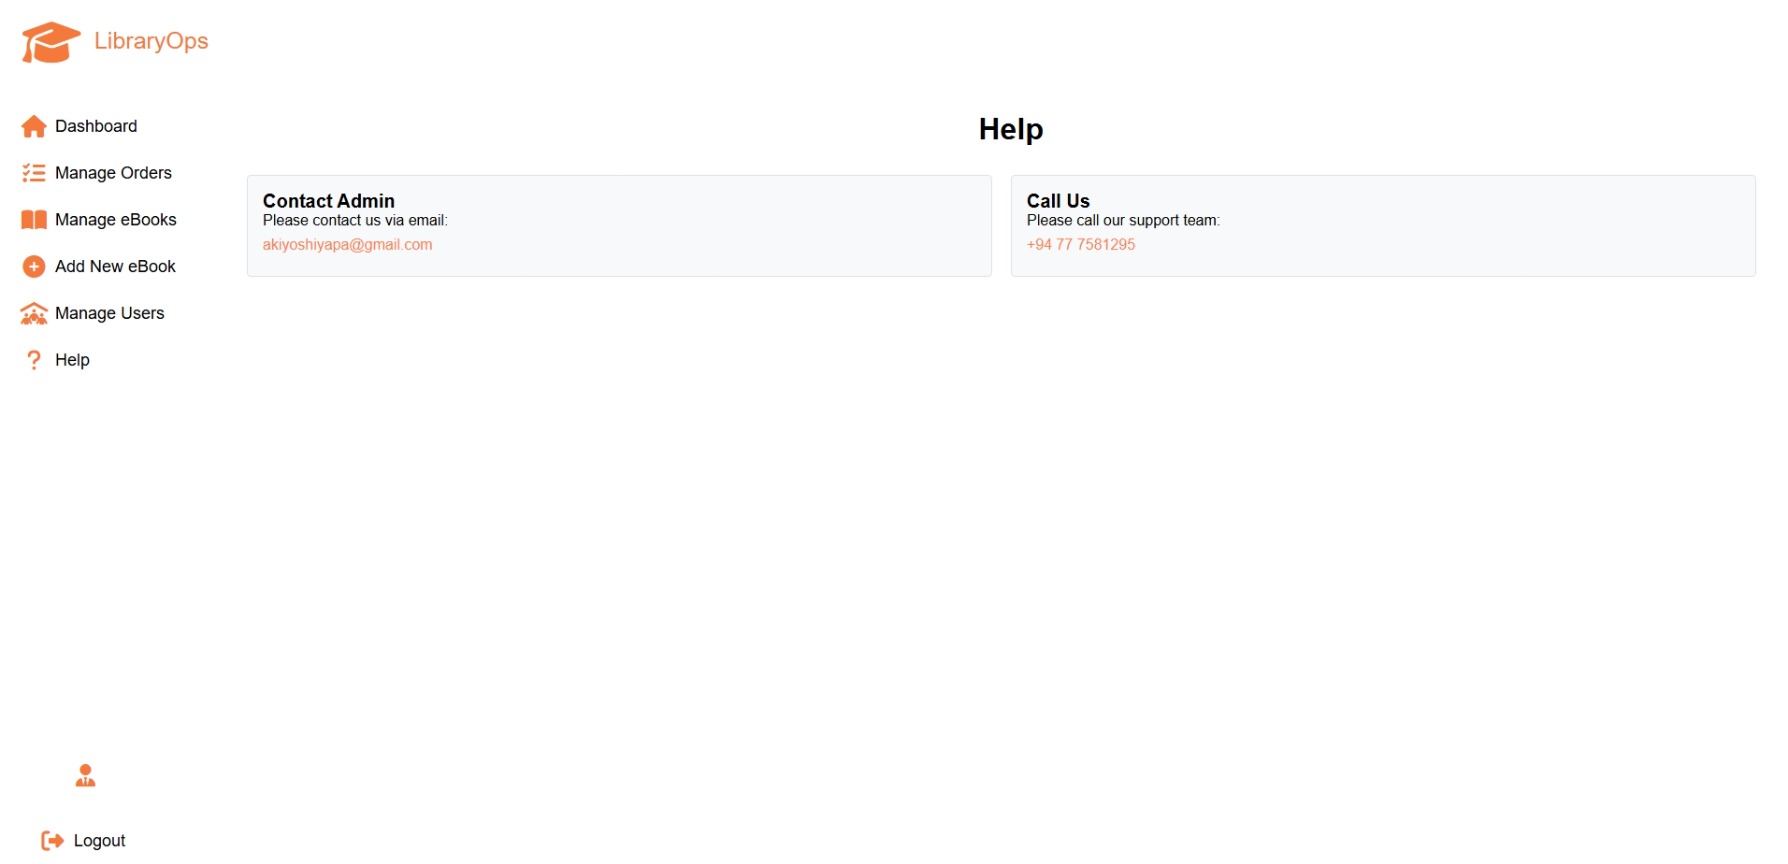 LibraryOps
Dashboard
Manage Orders
Manage eBooks
Add New eBook
Manage Users
Help
Logout
Help
Contact Admin
Please contact us via email:
akiyoshiyapa@gmail.com
Call Us
Please call our support team:
+94 77 7581295